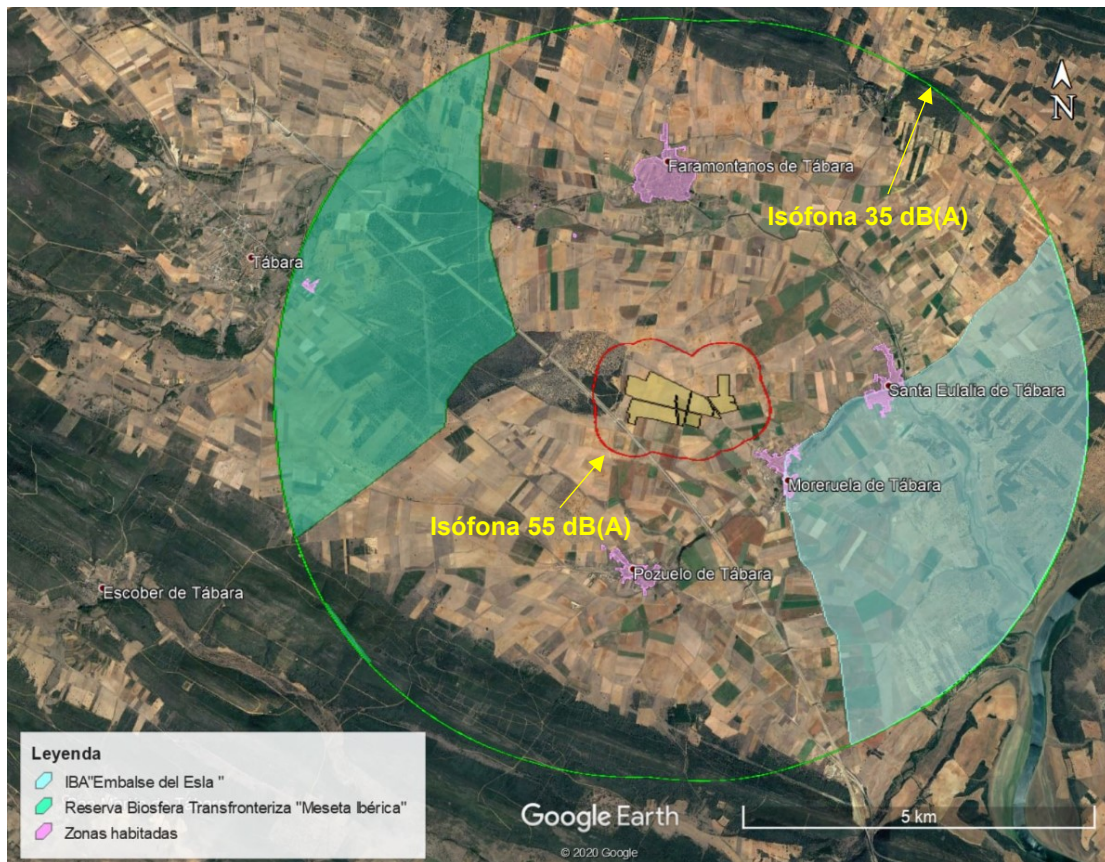 N
Faramontanos de Tábara
Isófona 35 dB(A)
Tábara
Santa Eulalia de Tábara
Moreruela de Tábara
Isófona 55 dB(A)
Pozuelo de Tábara
Escober de Tábara
Leyenda
IBA"Embalse del Esla "
Reserva Biosfera Transfronteriza "Meseta Ibérica"
Zonas habitadas
Google Earth
5 km
© 2020 Google